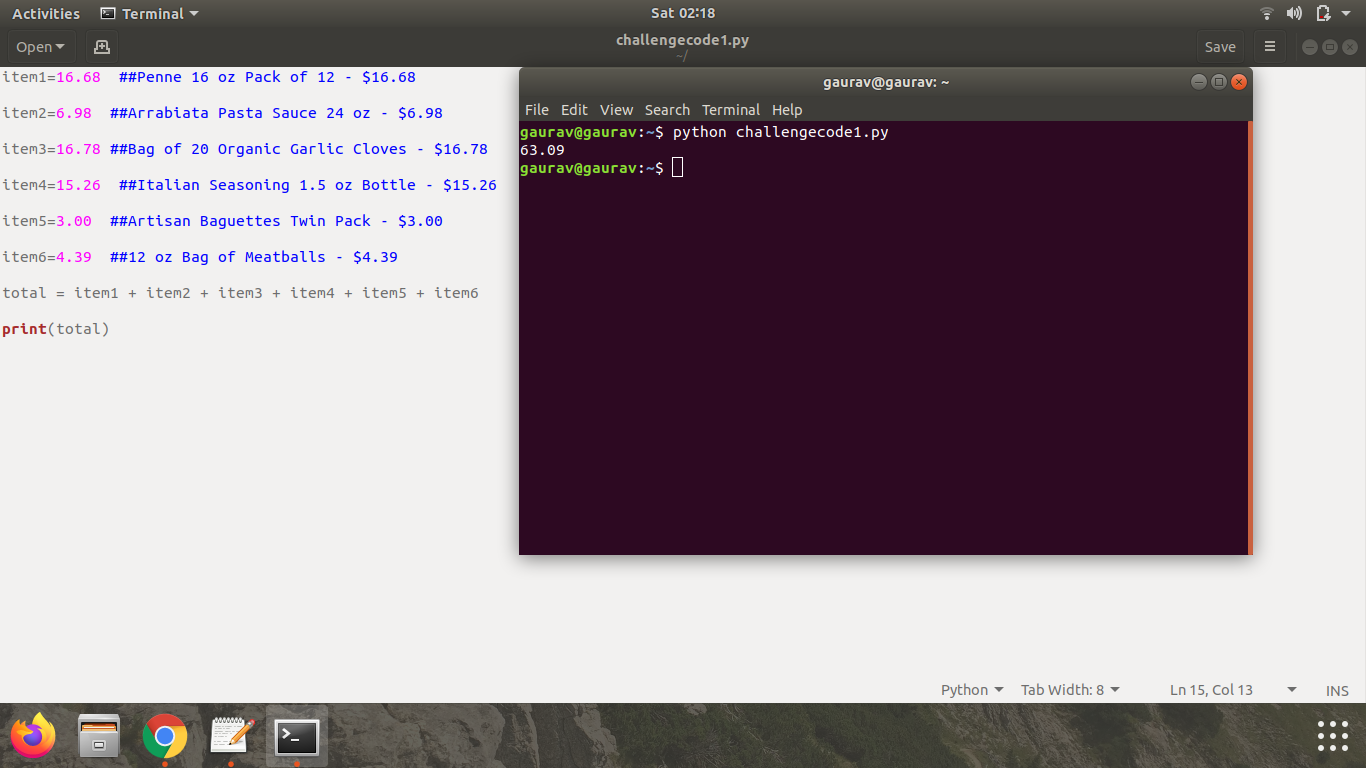 Activities Terminal Sat 02:18
Open challengecode1.py Save
~/
item1=16.68  ##Penne 16 oz Pack of 12 - $16.68
item2=6.98  ##Arrabiata Pasta Sauce 24 oz - $6.98
item3=16.78 ##Bag of 20 Organic Garlic Cloves - $16.78
item4=15.26  ##Italian Seasoning 1.5 oz Bottle - $15.26
item5=3.00  ##Artisan Baguettes Twin Pack - $3.00
item6=4.39  ##12 oz Bag of Meatballs - $4.39
total = item1 + item2 + item3 + item4 + item5 + item6
print(total)
gaurav@gaurav: ~
File Edit View Search Terminal Help
gaurav@gaurav:~$ python challengecode1.py
63.09
gaurav@gaurav:~$
Python Tab Width: 8 Ln 15, Col 13 INS